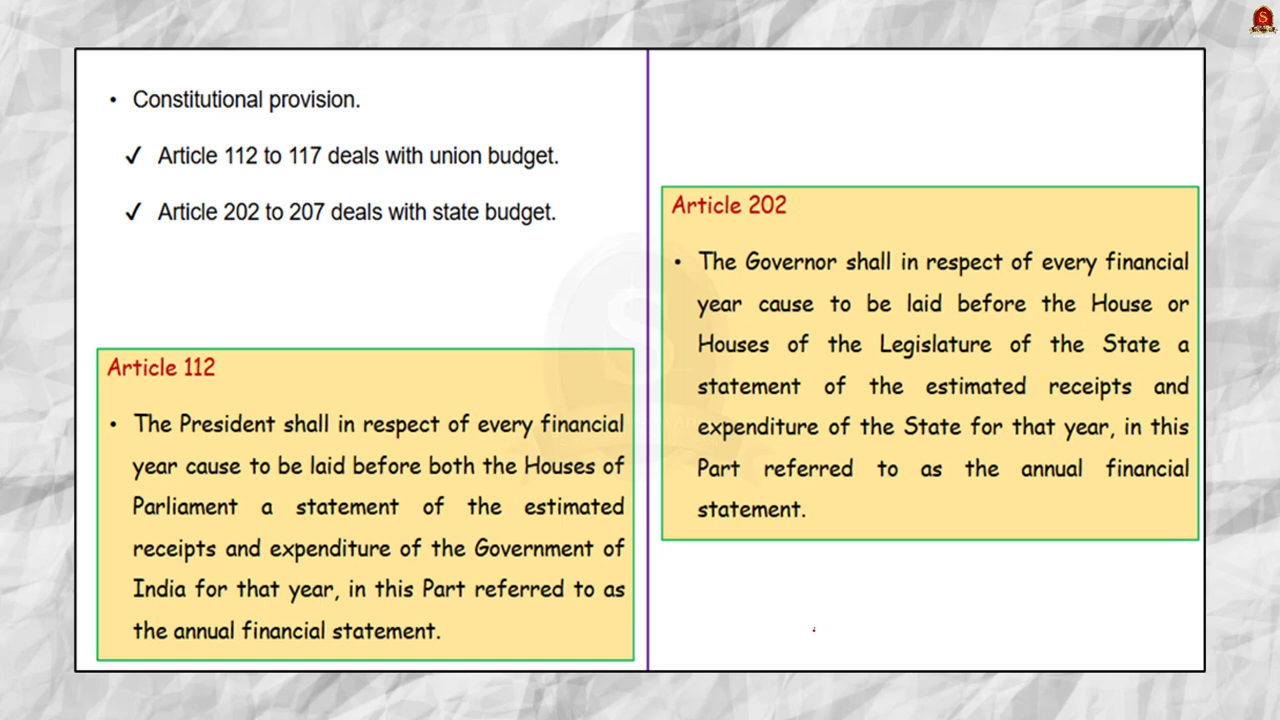 • Constitutional provision.
✓ Article 112 to 117 deals with union budget.
✓ Article 202 to 207 deals with state budget.
Article 112
• The President shall in respect of every financial
year cause to be laid before both the Houses of
Parliament a statement of the estimated
receipts and expenditure of the Government of
India for that year, in this Part referred to as
the annual financial statement.
Article 202
• The Governor shall in respect of every financial
year cause to be laid before the House or
Houses of the Legislature of the State a
statement of the estimated receipts and
expenditure of the State for that year, in this
Part referred to as the annual financial
statement.
S